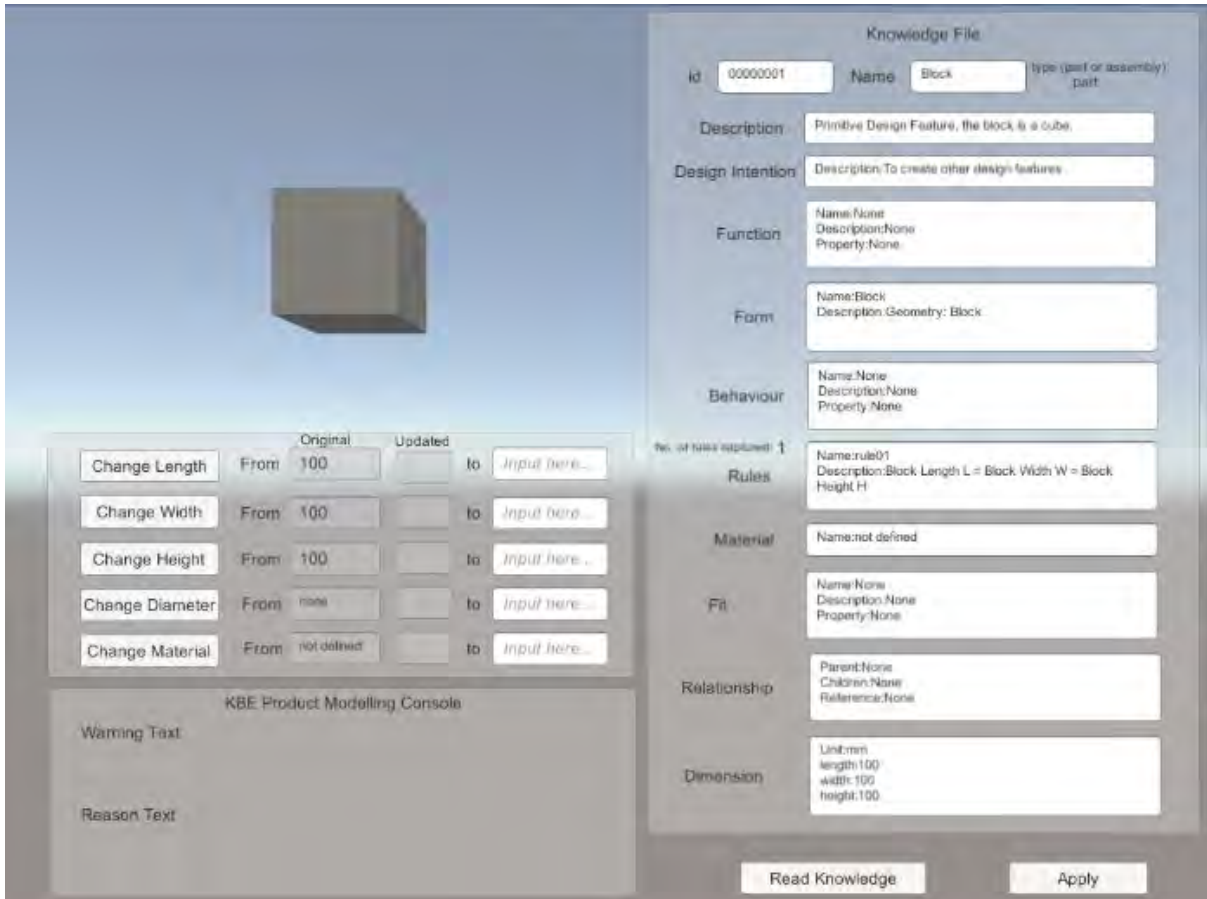 Knowledge File
id 00000001 Name Block type (part or assembly)
part
Description Primitive Design Feature, the block is a cube.
Design Intention Description:To create other design features
Function
Name:None
Description:None
Property:None
Form
Name:Block
Description:Geometry: Block
Behaviour
Name:None
Description:None
Property:None
No. of rules captured: 1
Rules
Name:rule01
Description:Block Length L = Block Width W = Block
Height H
Material Name:not defined
Fit
Name:None
Description:None
Property:None
Relationship
Parent:None
Children:None
Reference:None
Dimension
Unit:mm
length:100
width:100
height:100
Read Knowledge Apply
Original Updated
Change Length From 100 to Input here...
Change Width From 100 to Input here...
Change Height From 100 to Input here...
Change Diameter From none to Input here...
Change Material From not defined to Input here...
KBE Product Modelling Console
Warning Text
Reason Text